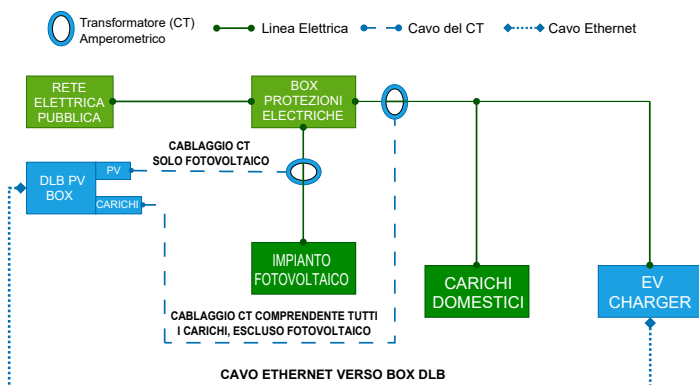 Transformatore (CT)
Amperometrico
Linea Elettrica
Cavo del CT
Cavo Ethernet
RETE
ELETTRICA
PUBBLICA
BOX
PROTEZIONI
ELECTRICHE
CABLAGGIO CT
SOLO FOTOVOLTAICO
DLB PV
BOX
PV
CARICHI
IMPIANTO
FOTOVOLTAICO
CARICHI
DOMESTICI
EV
CHARGER
CABLAGGIO CT COMPRENDENTE TUTTI
I CARICHI, ESCLUSO FOTOVOLTAICO
CAVO ETHERNET VERSO BOX DLB